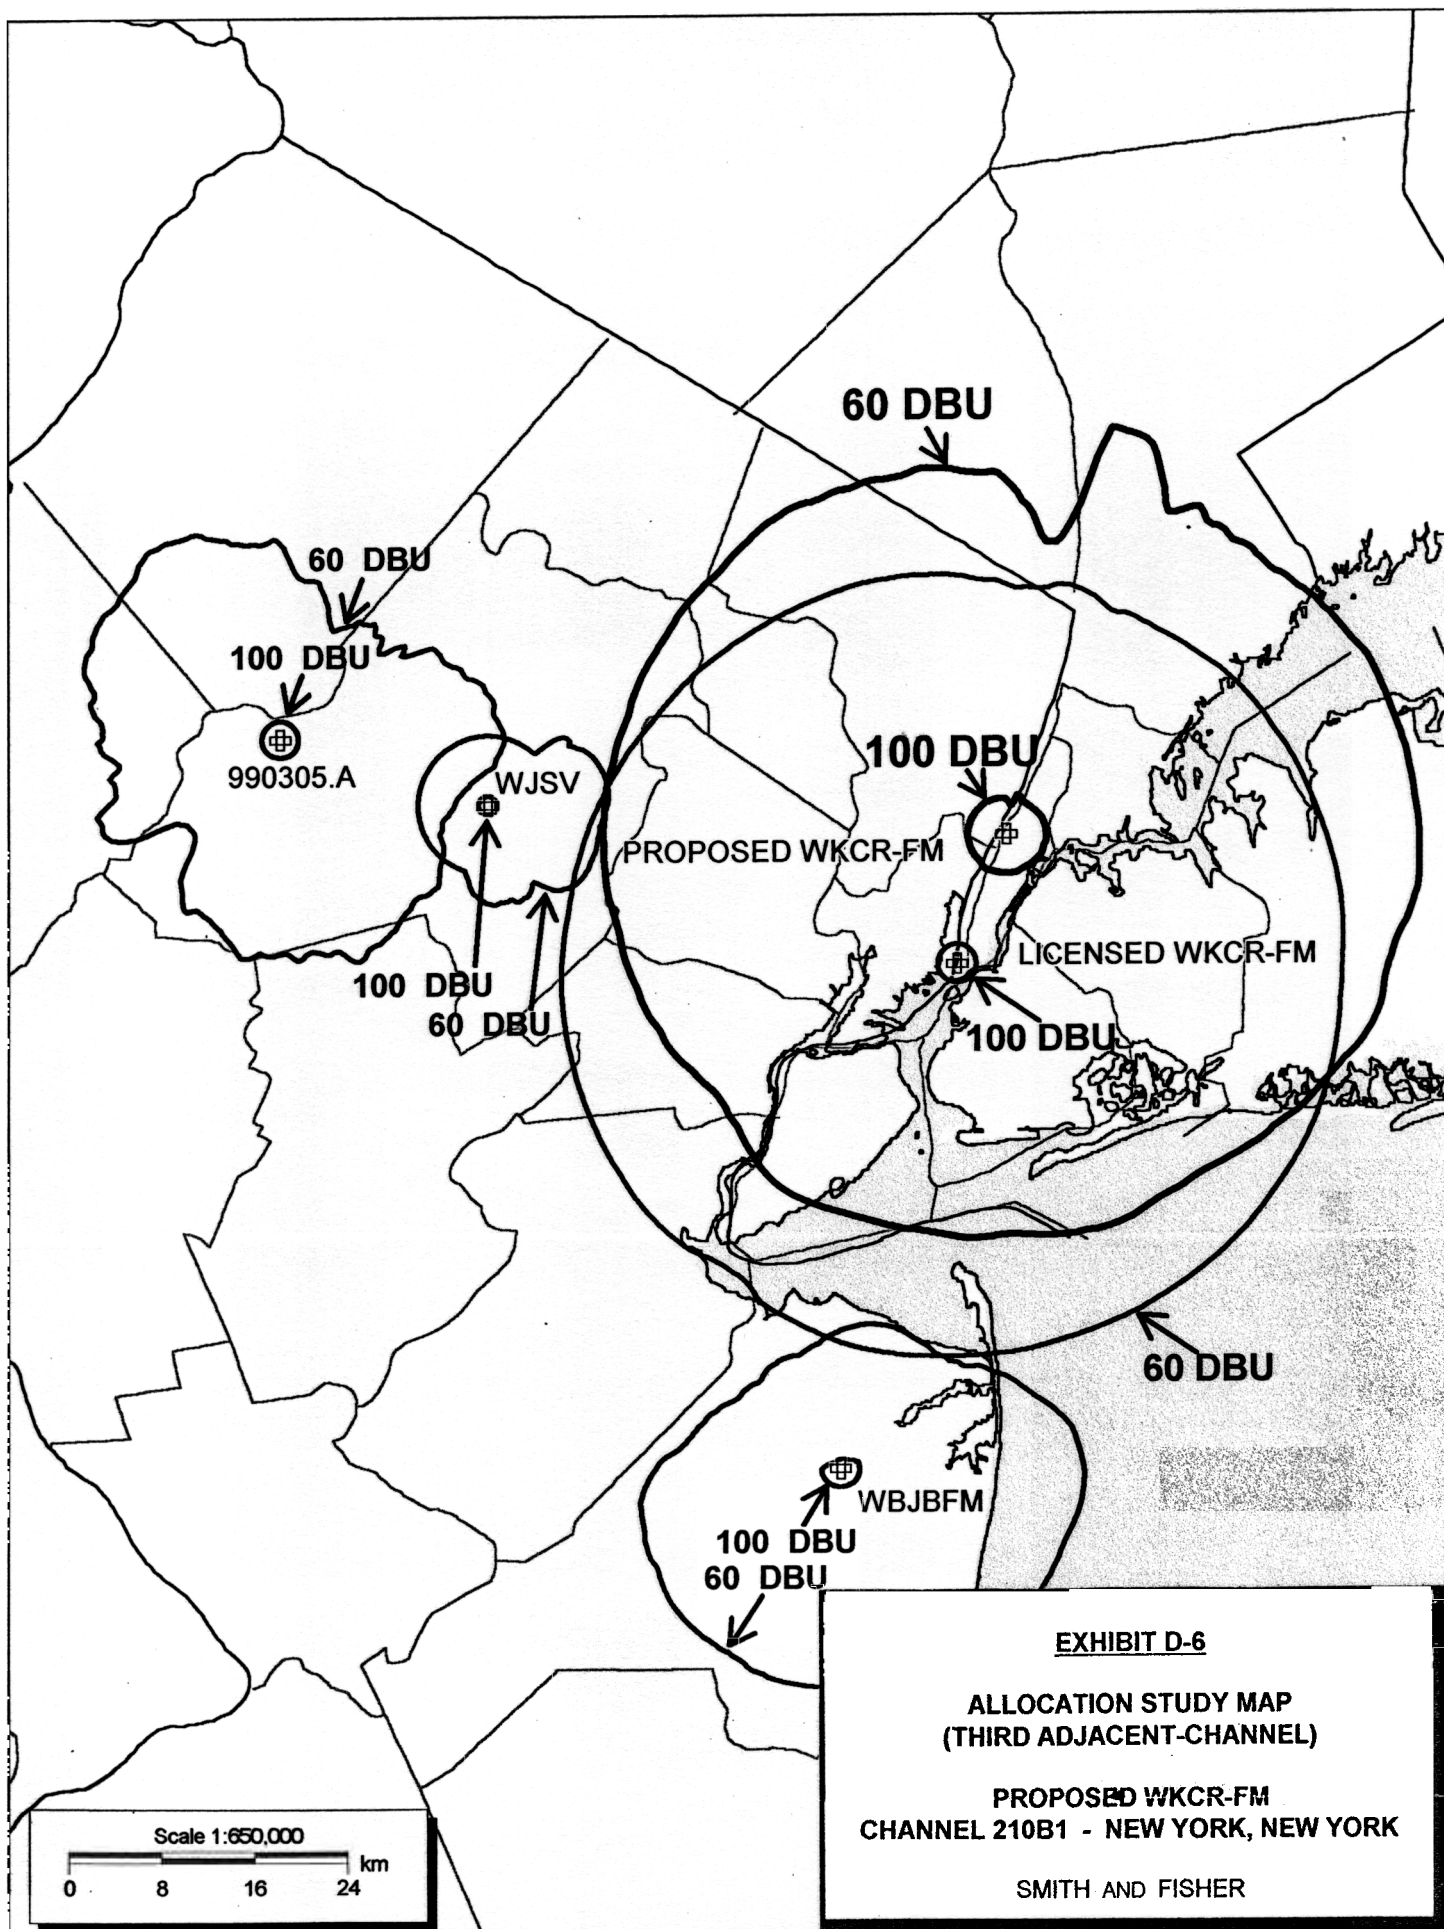 60 DBU
60 DBU
100 DBU
990305.A
WJSV
100 DBU
PROPOSED WKCR-FM
LICENSED WKCR-FM
100 DBU
60 DBU
100 DBU
60 DBU
WBJBFM
100 DBU
60 DBU
EXHIBIT D-6
ALLOCATION STUDY MAP
(THIRD ADJACENT-CHANNEL)
PROPOSED WKCR-FM
CHANNEL 210B1 - NEW YORK, NEW YORK
SMITH AND FISHER
Scale 1:650,000
km
0 8 16 24